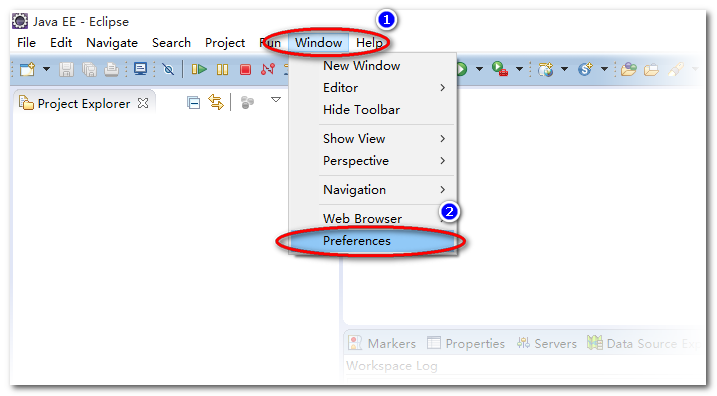 Java EE - Eclipse
1
File Edit Navigate Search Project Run Window Help
New Window
Project Explorer
Editor
Hide Toolbar
Show View
Perspective
Navigation
Web Browser
2
Preferences
Markers Properties Servers Data Source
Workspace Log